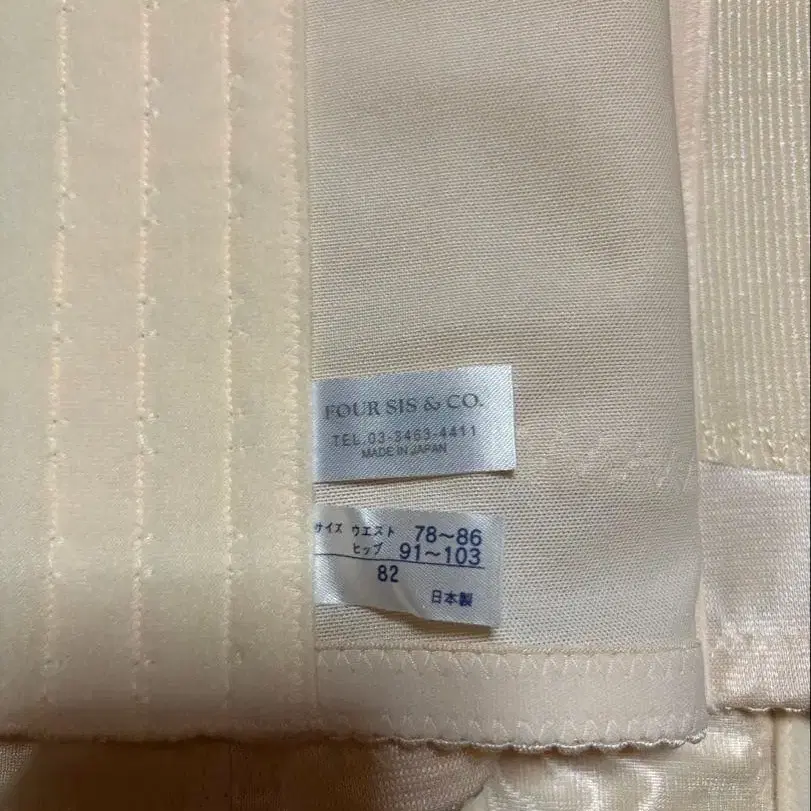 FOUR SIS & CO.
TEL.03-3463-4411
MADE IN JAPAN
サイズ ウエスト 78~86
ヒップ 91~103
82
日本製